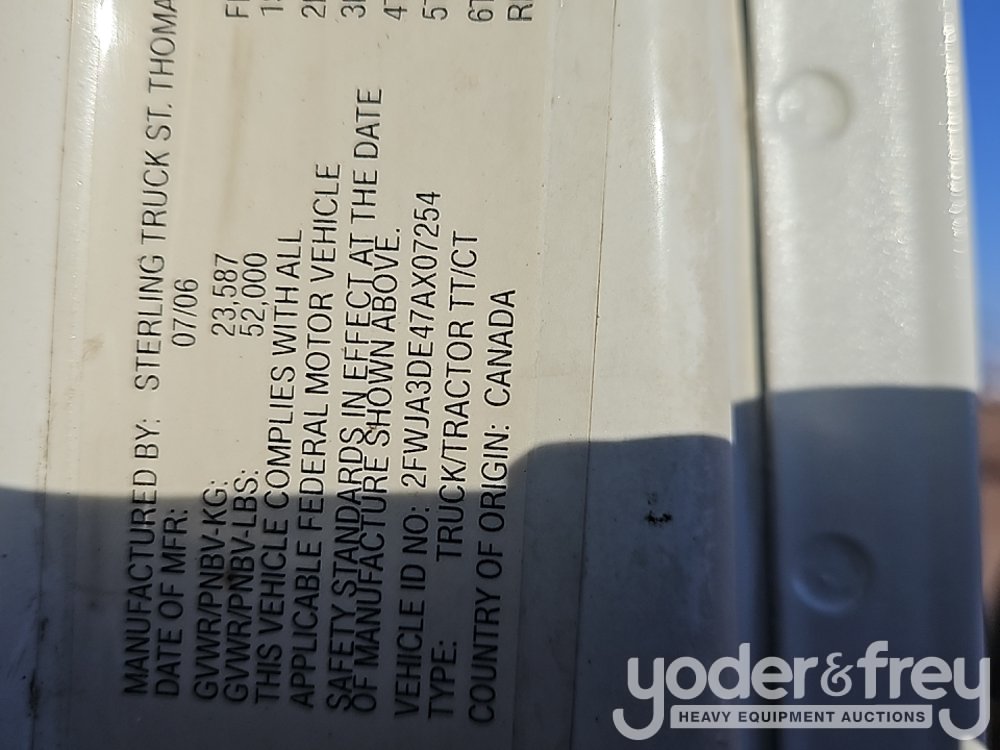 MANUFACTURED BY: STERLING TRUCK ST. THOMA
DATE OF MFR: 07/06
GVWR/PNBV-KG: 23,587
GVWR/PNBV-LBS: 52,000
THIS VEHICLE COMPLIES WITH ALL
APPLICABLE FEDERAL MOTOR VEHICLE
SAFETY STANDARDS IN EFFECT AT THE DATE
OF MANUFACTURE SHOWN ABOVE.
VEHICLE ID NO: 2FWJA3DE47AX07254
TYPE: TRUCK/TRACTOR TT/CT
COUNTRY OF ORIGIN: CANADA
yoder&frey
HEAVY EQUIPMENT AUCTIONS